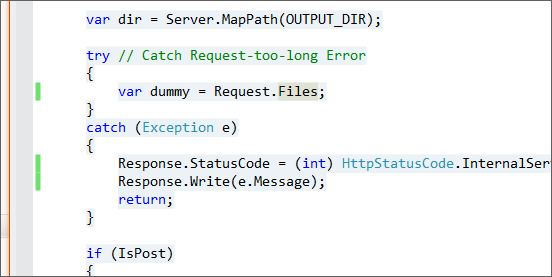 var dir = Server.MapPath(OUTPUT_DIR);
try // Catch Request-too-long Error
{
var dummy = Request.Files;
}
catch (Exception e)
{
Response.StatusCode = (int) HttpStatusCode.InternalSer
Response.Write(e.Message);
return;
}
if (IsPost)
{